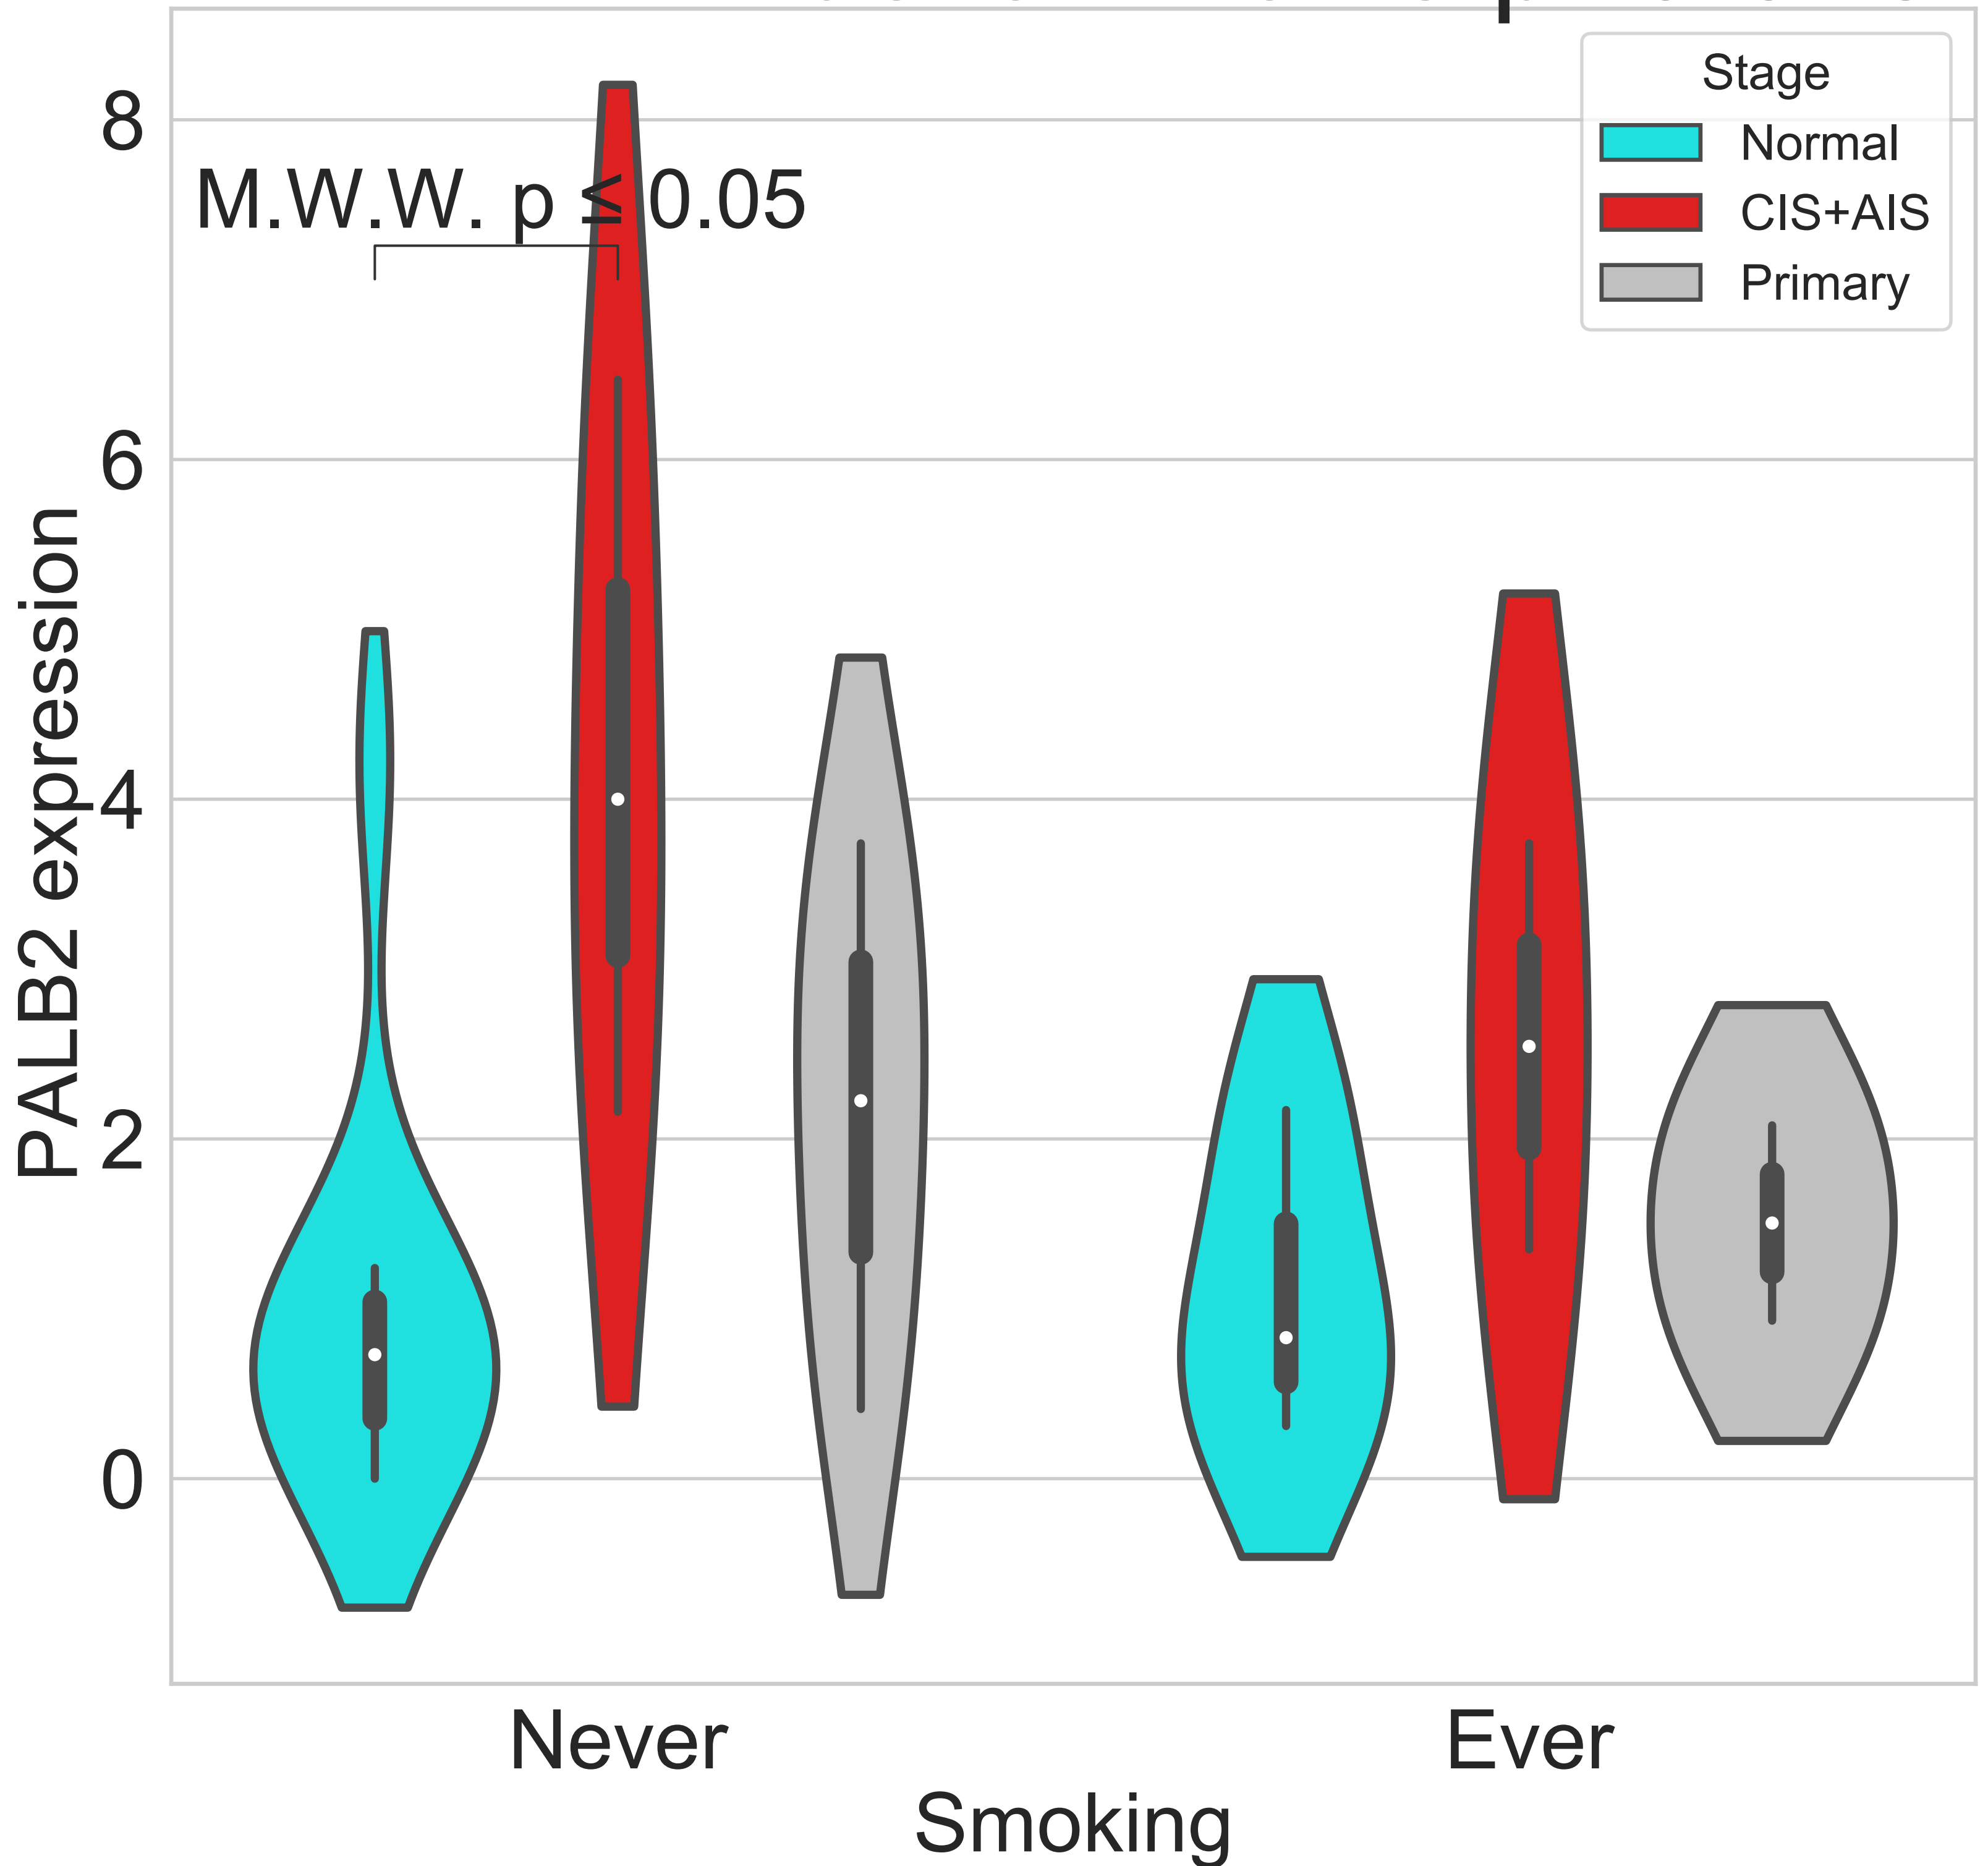 Stage
Normal
CIS+AIS
Primary
M.W.W. p ≤ 0.05
8
6
4
2
0
PALB2 expression
Never
Ever
Smoking